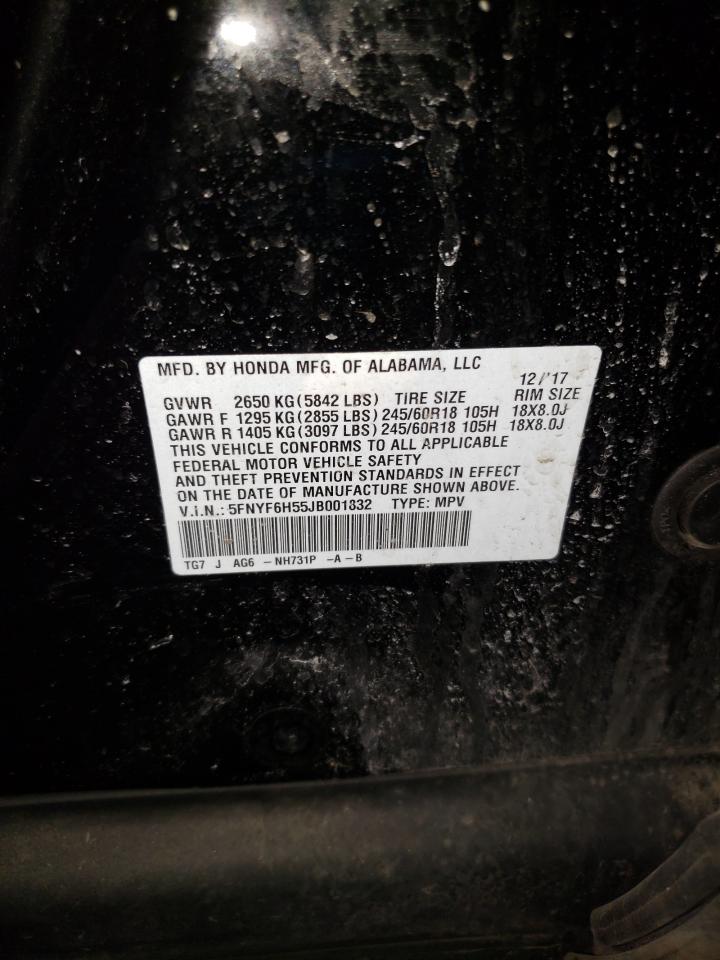 MFD. BY HONDA MFG. OF ALABAMA, LLC
12/'17
GVWR 2650 KG (5842 LBS) TIRE SIZE RIM SIZE
GAWR F 1295 KG (2855 LBS) 245/60R18 105H 18X8.0J
GAWR R 1405 KG (3097 LBS) 245/60R18 105H 18X8.0J
THIS VEHICLE CONFORMS TO ALL APPLICABLE
FEDERAL MOTOR VEHICLE SAFETY
AND THEFT PREVENTION STANDARDS IN EFFECT
ON THE DATE OF MANUFACTURE SHOWN ABOVE.
V.I.N.: 5FNYF6H55JB001832 TYPE: MPV
TG7 J AG6 -NH731P -A-B